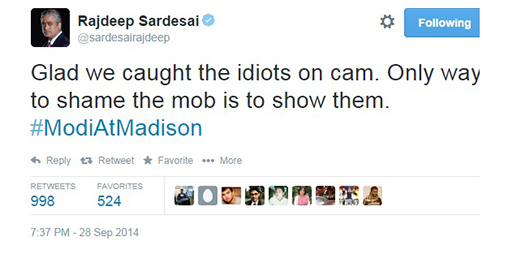 Rajdeep Sardesai
@sardesairajdeep
Following
Glad we caught the idiots on cam. Only way
to shame the mob is to show them.
#ModiAtMadison
Reply Retweet Favorite More
RETWEETS FAVORITES
998 524
7:37 PM - 28 Sep 2014